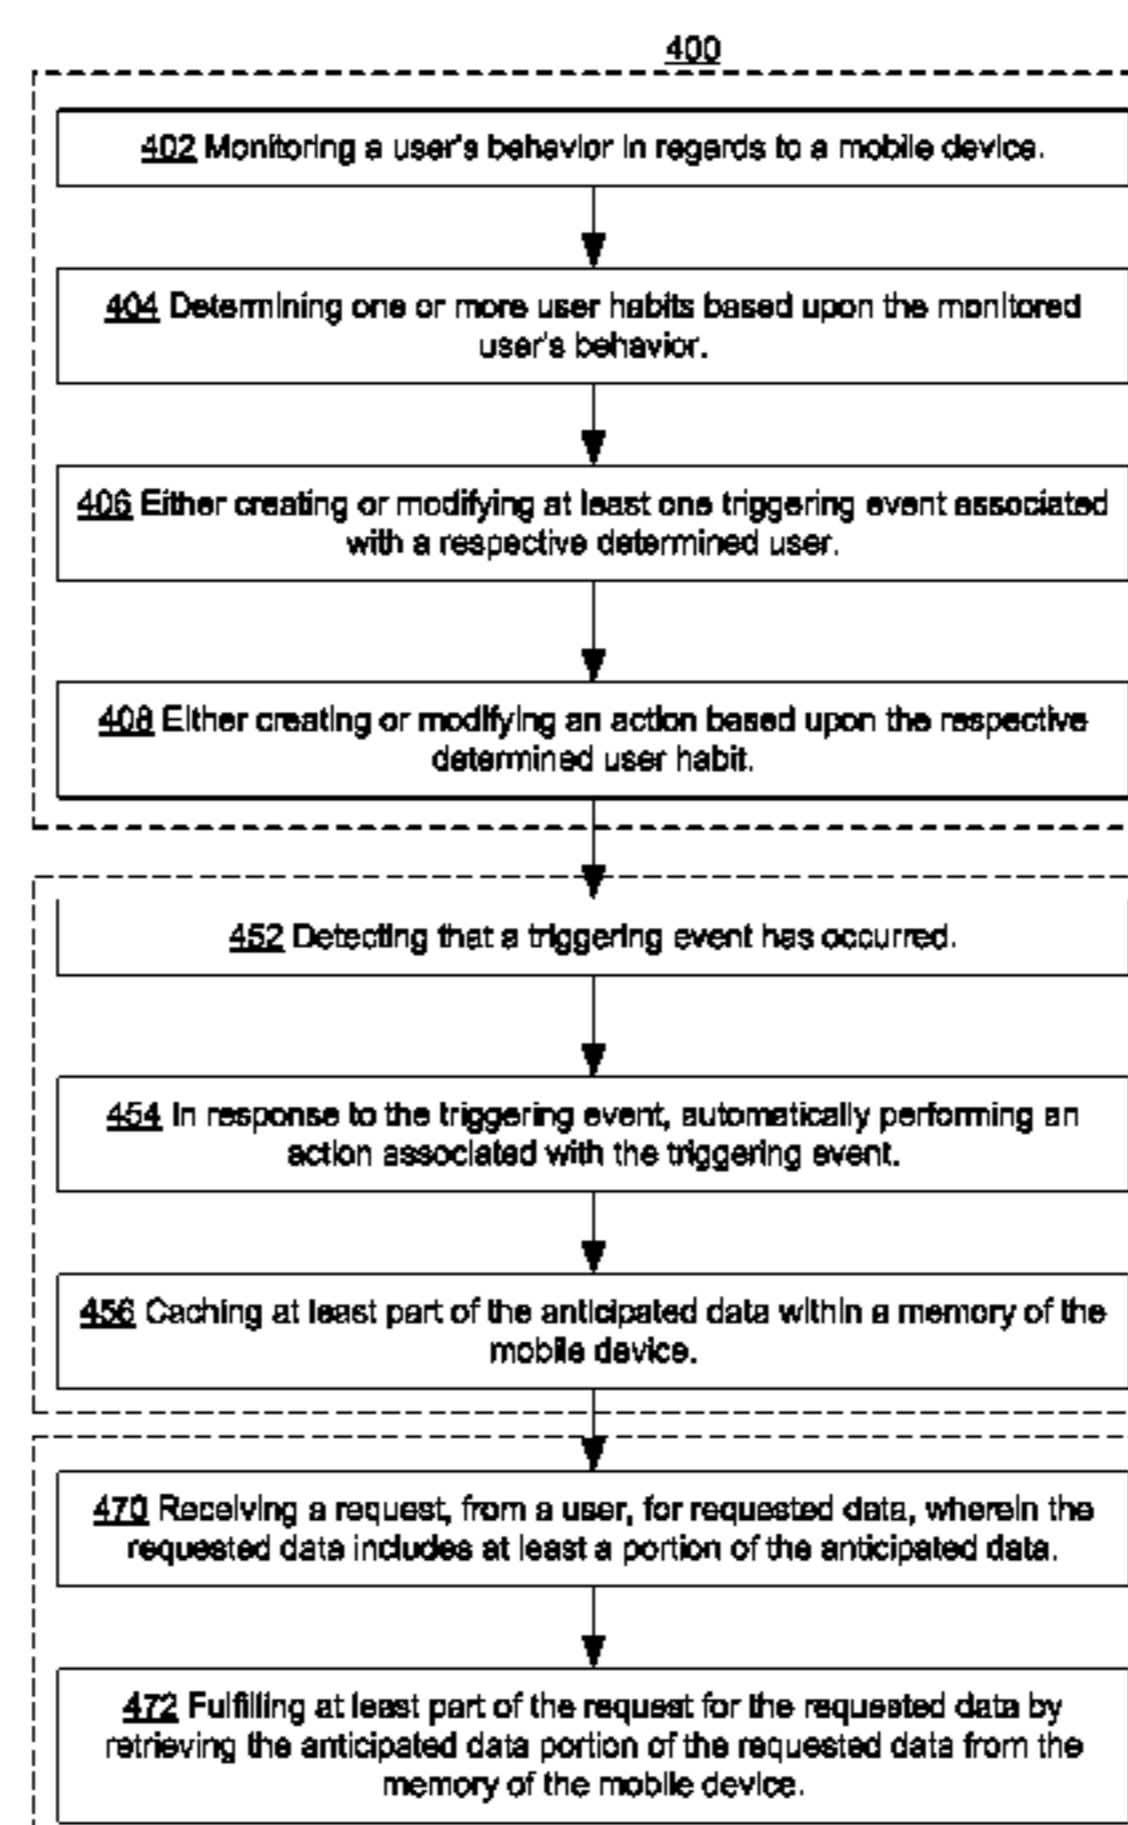 400
402 Monitoring a user's behavior in regards to a mobile device.
404 Determining one or more user habits based upon the monitored
user's behavior.
406 Either creating or modifying at least one triggering event associated
with a respective determined user.
408 Either creating or modifying an action based upon the respective
determined user habit.
452 Detecting that a triggering event has occurred.
454 In response to the triggering event, automatically performing an
action associated with the triggering event.
456 Caching at least part of the anticipated data within a memory of the
mobile device.
470 Receiving a request, from a user, for requested data, wherein the
requested data includes at least a portion of the anticipated data.
472 Fulfilling at least part of the request for the requested data by
retrieving the anticipated data portion of the requested data from the
memory of the mobile device.